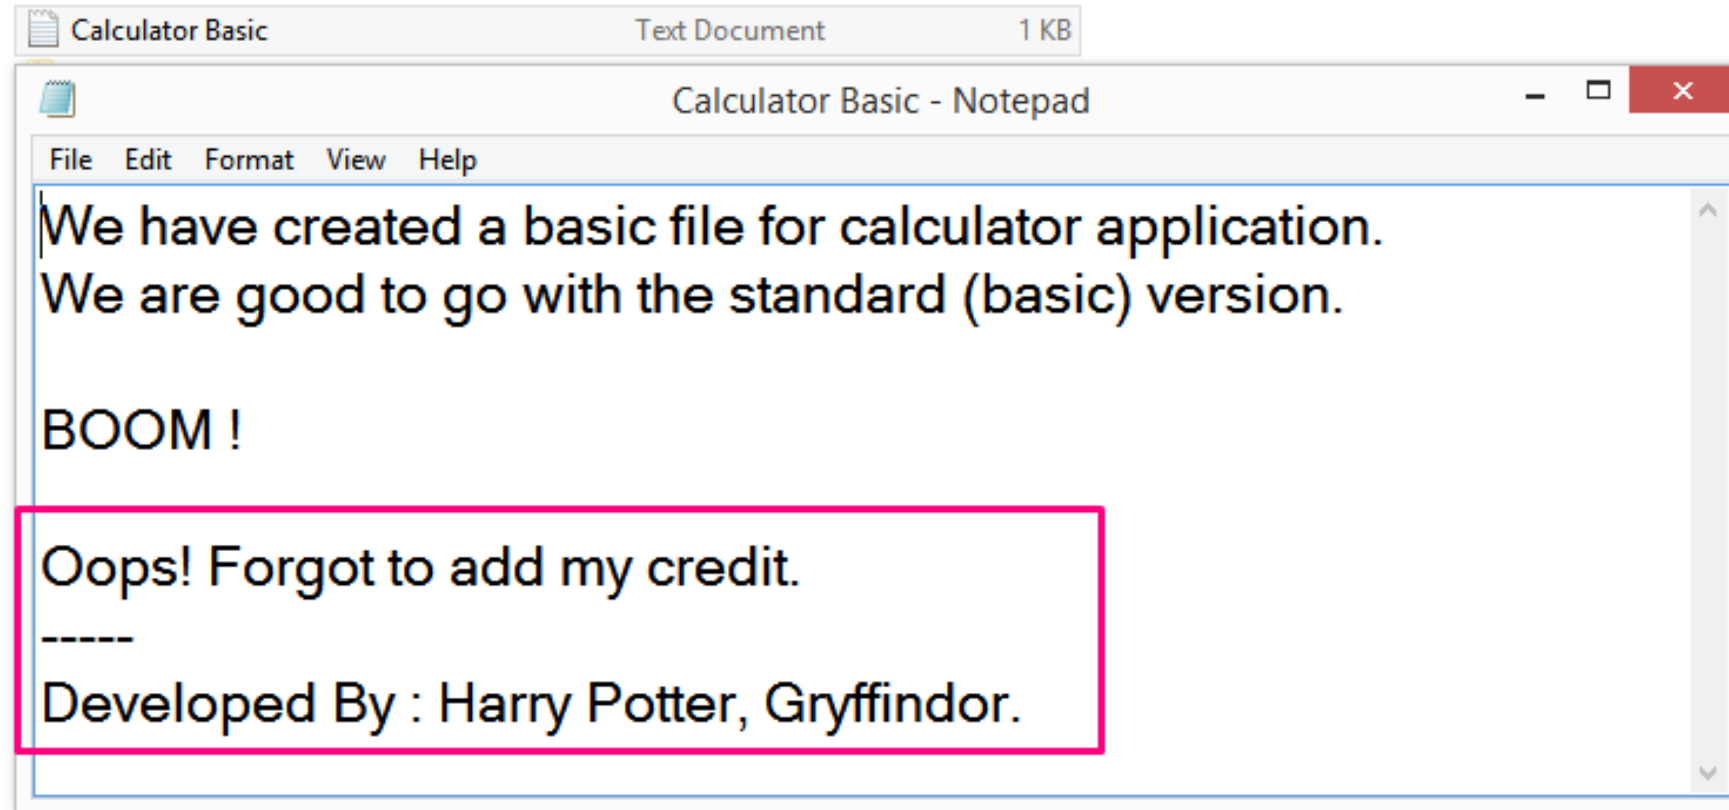 Calculator Basic Text Document 1 KB
Calculator Basic - Notepad
File Edit Format View Help
We have created a basic file for calculator application.
We are good to go with the standard (basic) version.
BOOM !
Oops! Forgot to add my credit.
-----
Developed By : Harry Potter, Gryffindor.